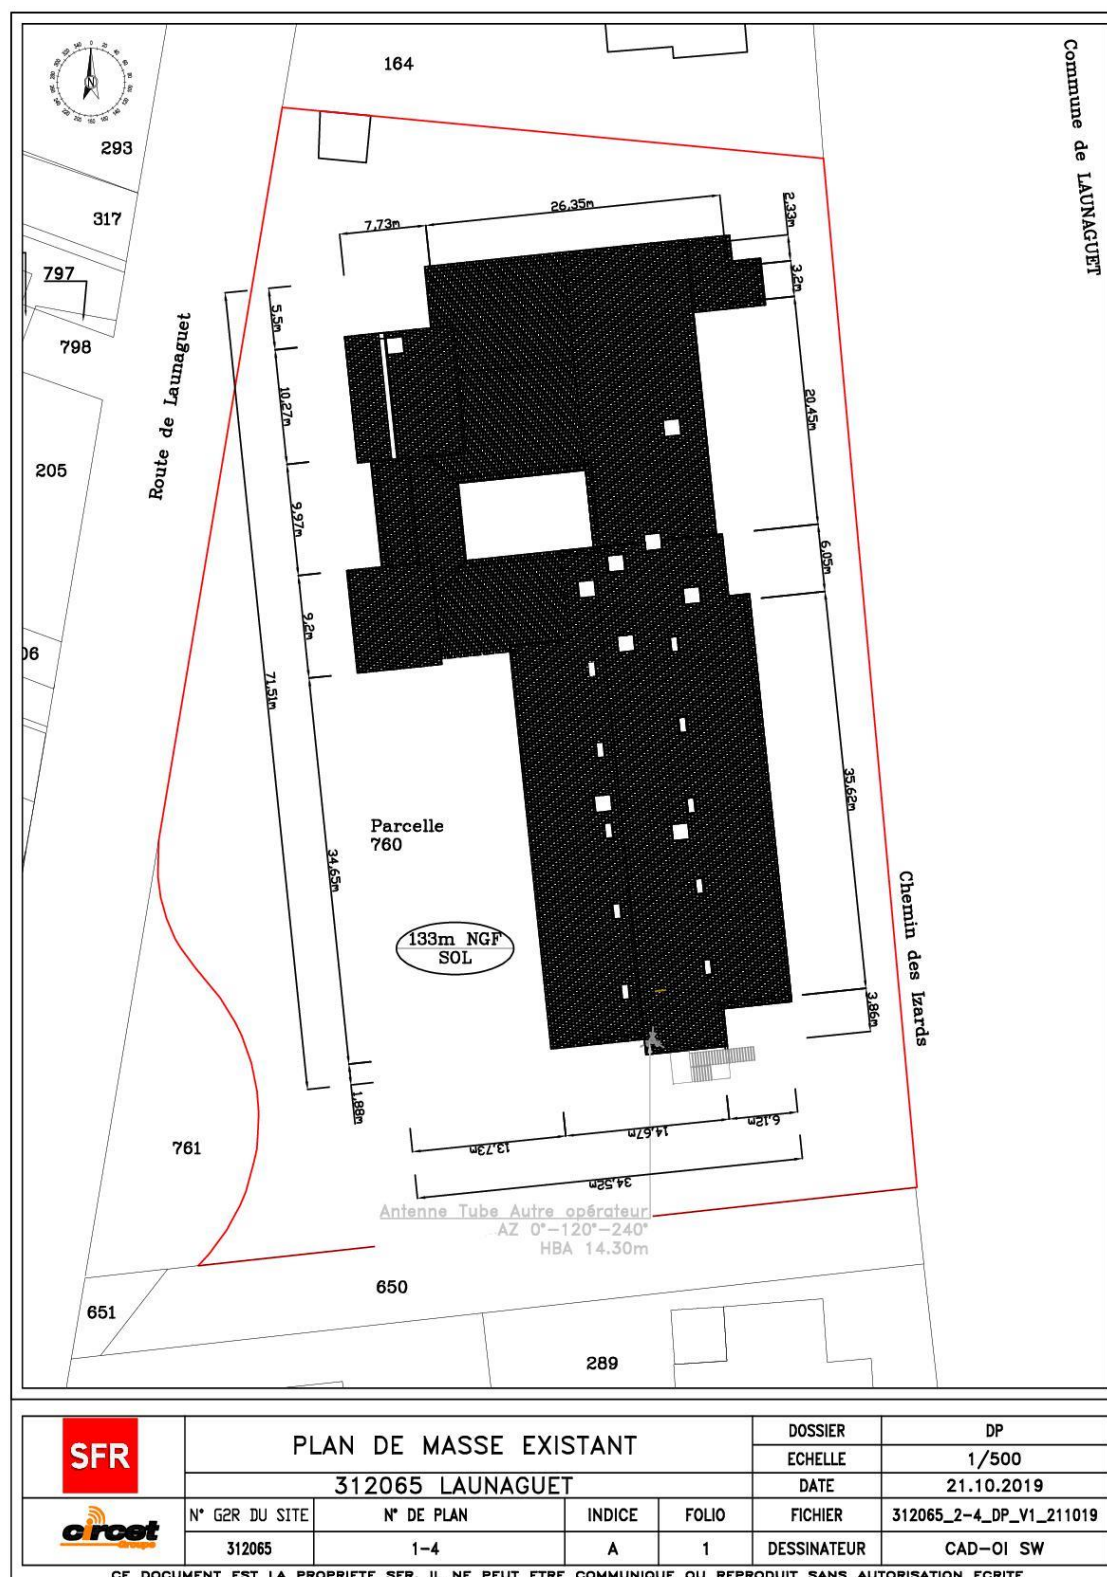 164
Commune de LAUNAGUET
N
293
317
797
798
205
06
Route de Launaguet
7,73m
26,35m
2,33m
3,2m
5,5m
10,27m
9,97m
9,2m
71,51m
34,65m
1,88m
20,45m
6,05m
35,62m
3,86m
Parcelle
760
133m NGF
SOL
Chemin des Izards
13,73m
14,67m
6,12m
34,52m
761
Antenne Tube Autre opérateur
AZ 0°-120°-240°
HBA 14.30m
650
651
289
SFR
PLAN DE MASSE EXISTANT
312065 LAUNAGUET
DOSSIER
DP
ECHELLE
1/500
DATE
21.10.2019
circet
Groupe
N° G2R DU SITE
N° DE PLAN
INDICE
FOLIO
FICHIER
312065_2-4_DP_V1_211019
312065
1-4
A
1
DESSINATEUR
CAD-OI SW
CE DOCUMENT EST LA PROPRIETE SFR. IL NE PEUT ETRE COMMUNIQUE OU REPRODUIT SANS AUTORISATION ECRITE